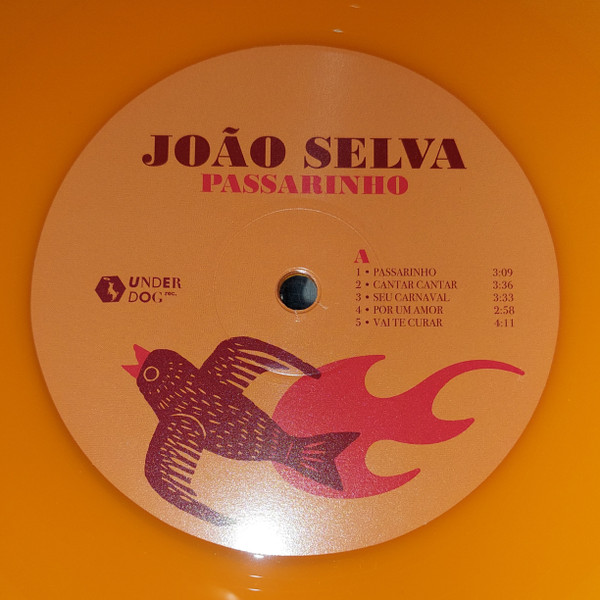 JOÃO SELVA
PASSARINHO
A
1 • PASSARINHO 3:09
2 • CANTAR CANTAR 3:36
3 • SEU CARNAVAL 3:33
4 • POR UM AMOR 2:58
5 • VAI TE CURAR 4:11
UNDER
DOG REC.